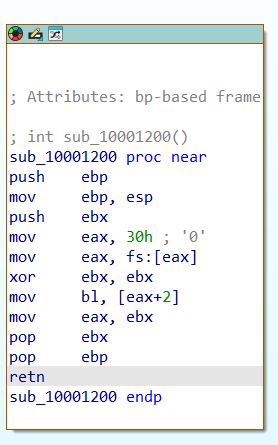 ; Attributes: bp-based frame
; int sub_10001200()
sub_10001200 proc near
push    ebp
mov     ebp, esp
push    ebx
mov     eax, 30h ; '0'
mov     eax, fs:[eax]
xor     ebx, ebx
mov     bl, [eax+2]
mov     eax, ebx
pop     ebx
pop     ebp
retn
sub_10001200 endp